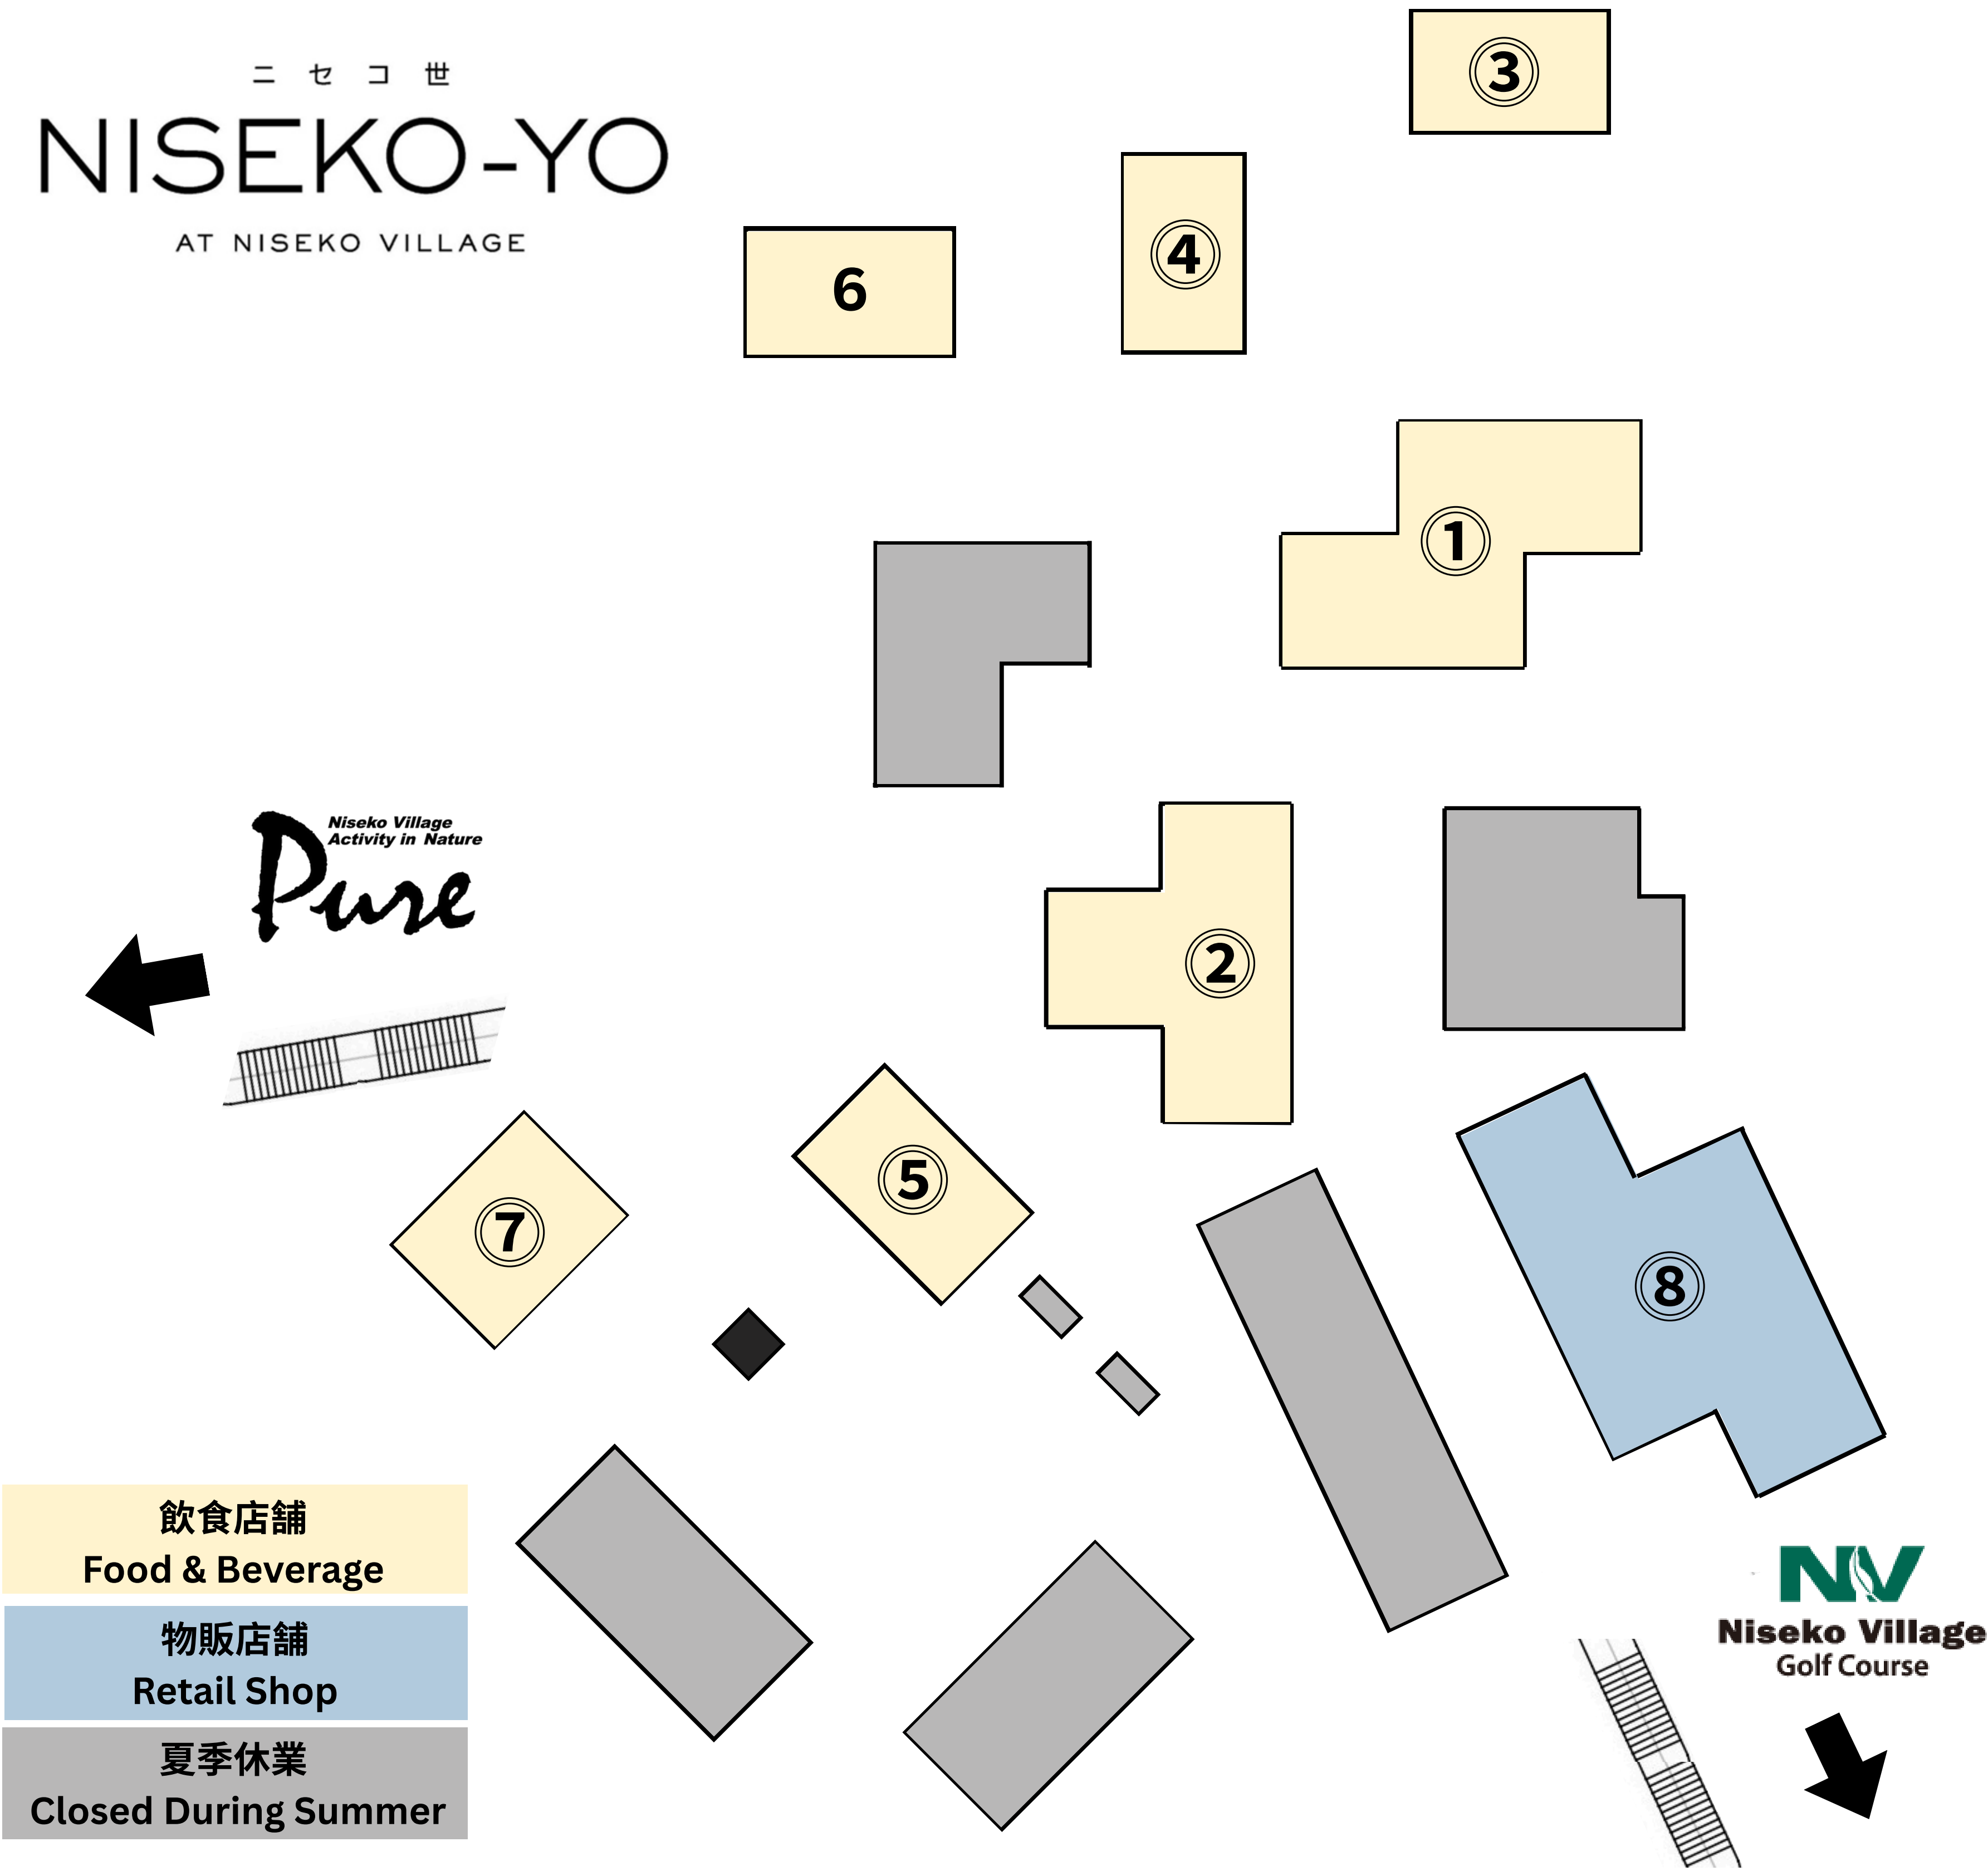 ニセコ世
NISEKO-YO
AT NISEKO VILLAGE
3
4
6
1
Niseko Village
Activity in Nature
Pure
2
5
7
8
飲食店舗
Food & Beverage
物販店舗
Retail Shop
夏季休業
Closed During Summer
NV
Niseko Village
Golf Course